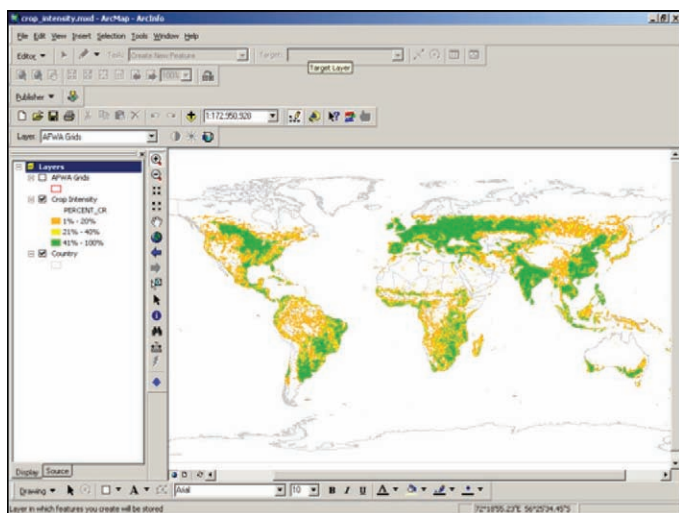 crop_intensity.mxd - ArcMap - ArcInfo
File Edit View Insert Selection Tools Window Help
Editor Task: Create New Feature Target:
Target Layer
100%
Publisher
1:172,950,920
Layer: AFWA Grids
Layers
AFWA Grids
Crop Intensity
PERCENT_CR
1% - 20%
21% - 40%
41% - 100%
Country
Display Source
Drawing A Arial 10 B I U A
Layer in which features you create will be stored